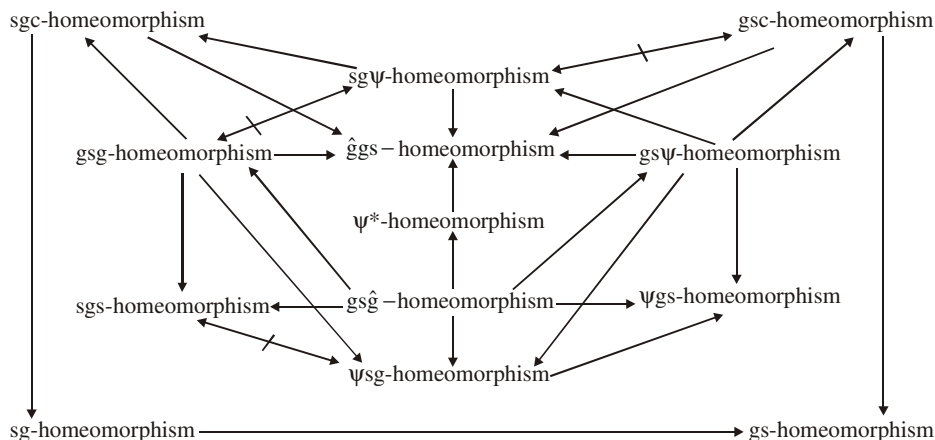 sgc-homeomorphism
gsc-homeomorphism
sgψ-homeomorphism
gsg-homeomorphism
ĝgs – homeomorphism
gsψ-homeomorphism
ψ*-homeomorphism
sgs-homeomorphism
gsĝ – homeomorphism
ψgs-homeomorphism
ψsg-homeomorphism
sg-homeomorphism
gs-homeomorphism